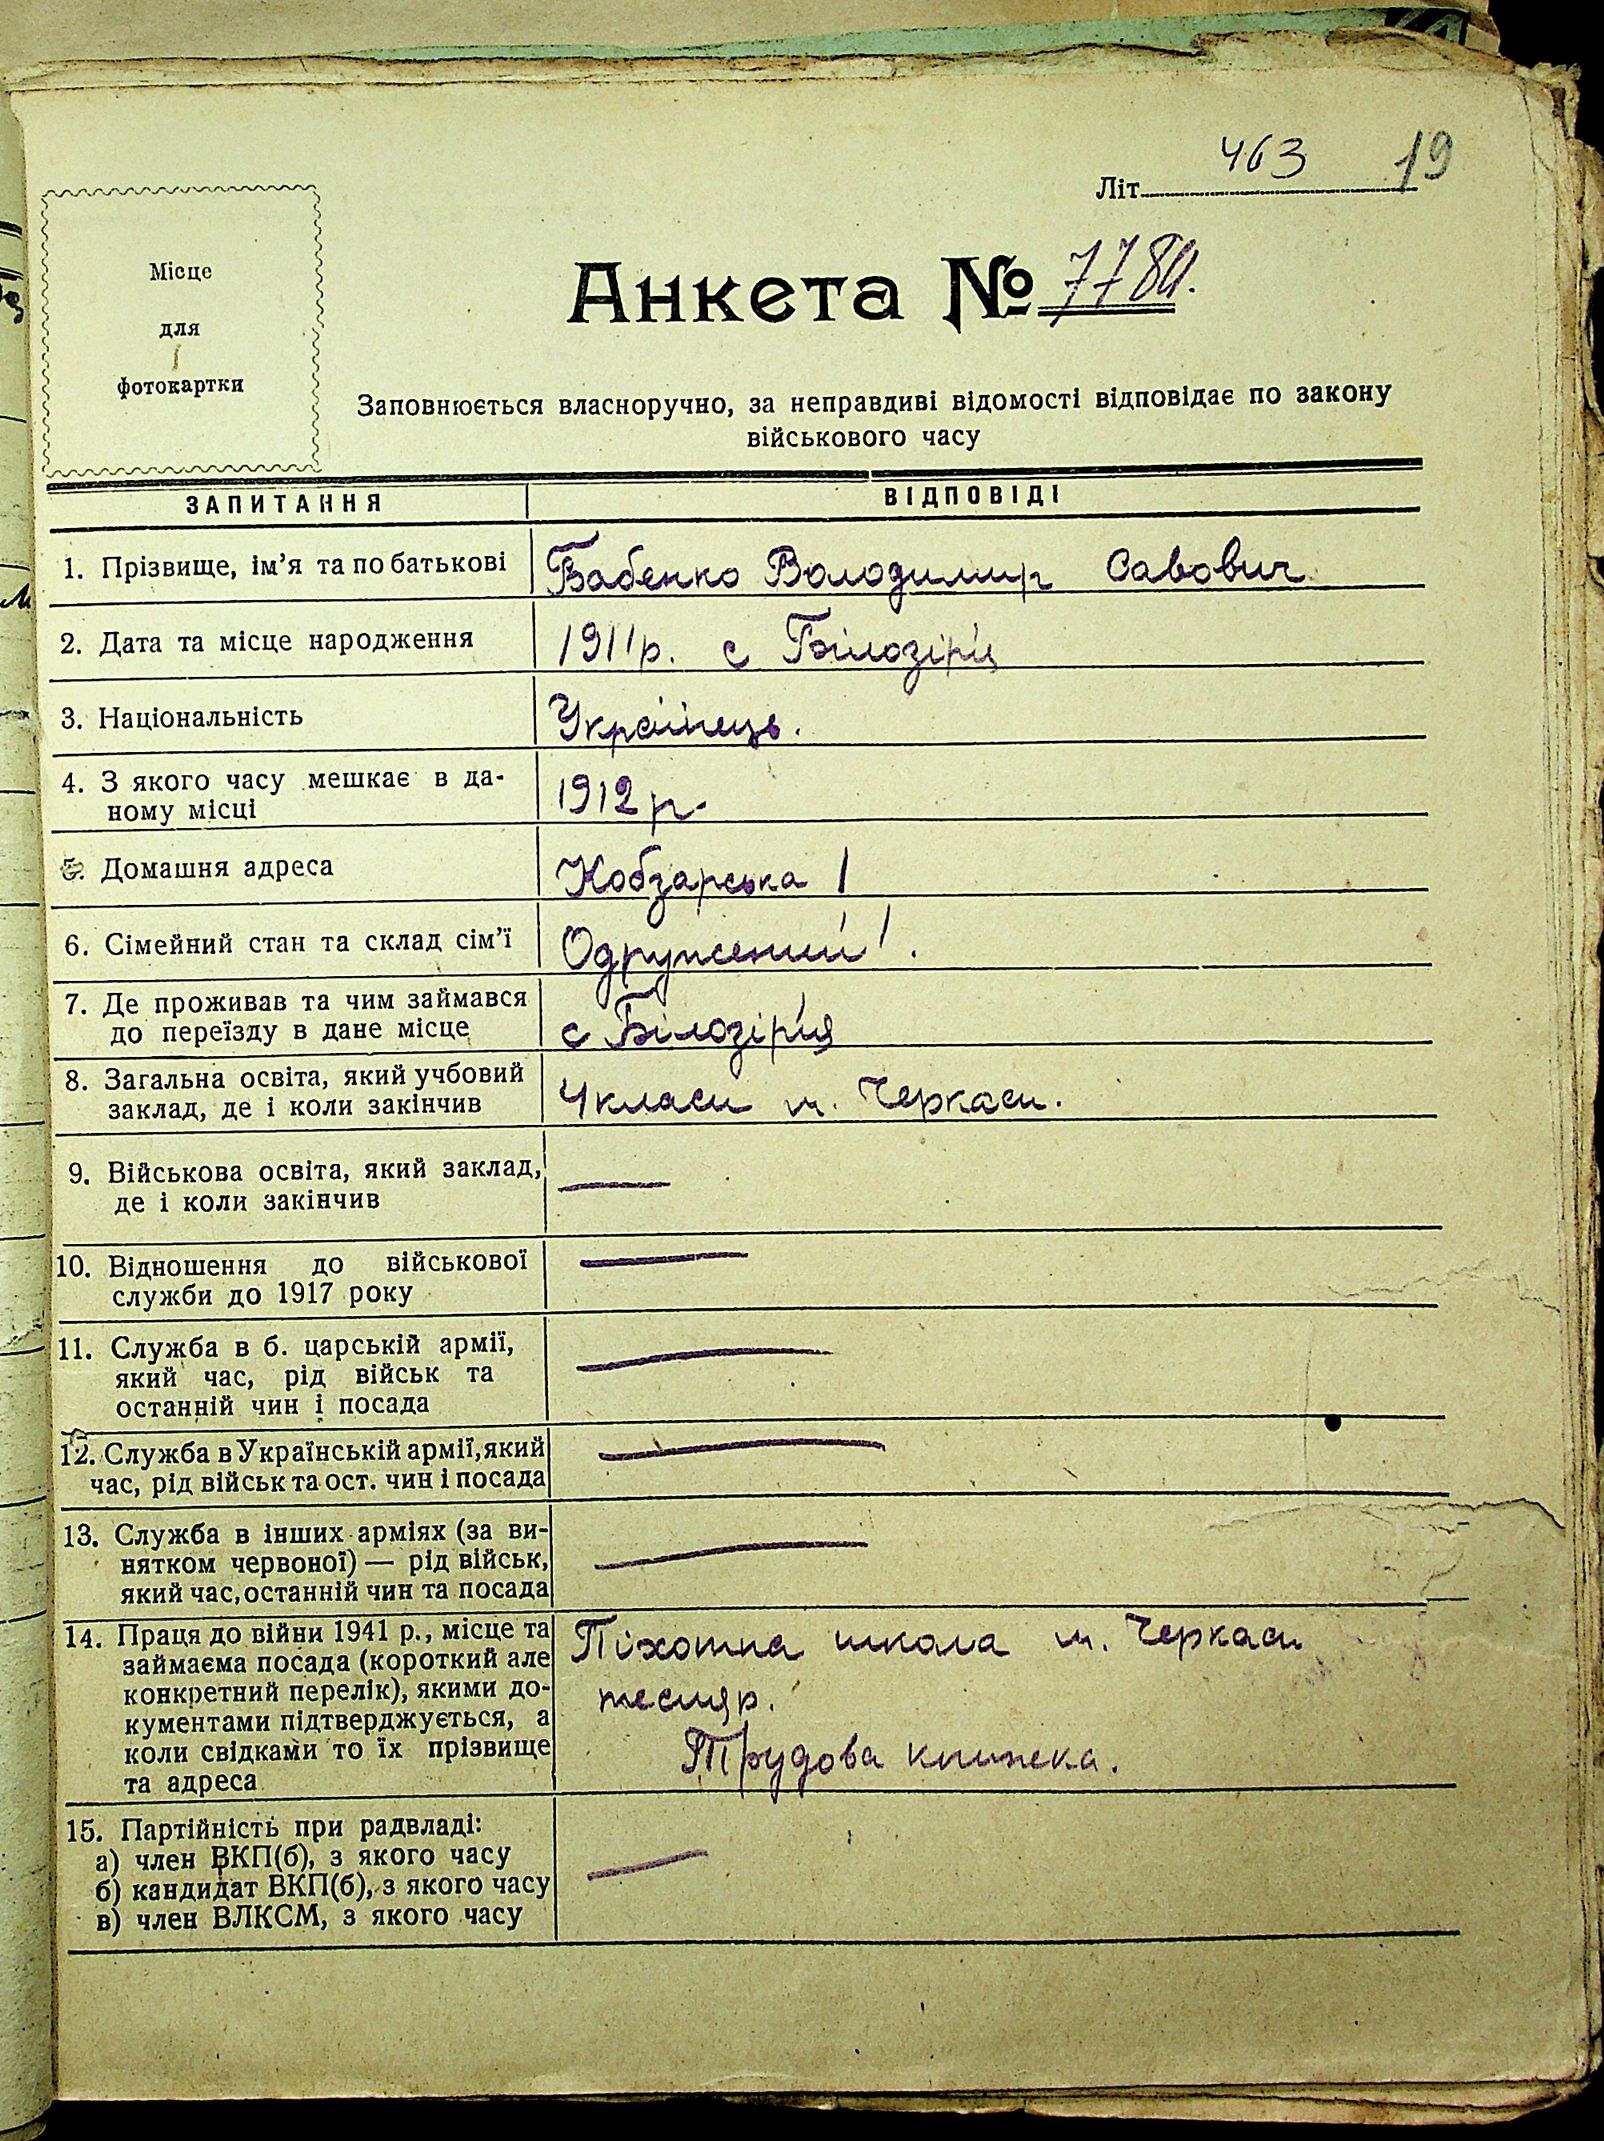 Літ. 463 19
Місце
для
фотокартки
Анкета №
Заповнюється власноручно, за неправдиві відомості відповідає по закону
військового часу
ЗАПИТАННЯ ВІДПОВІДІ
1. Прізвище, ім'я та по батькові Бабенко Володимир Савович
2. Дата та місце народження 1911р. с Білозірьи
3. Національність Українець.
4. З якого часу мешкає в да-
ному місці 1912 р.
5. Домашня адреса Кобзарська 1
6. Сімейний стан та склад сім'ї Одружений.
7. Де проживав та чим займався
до переїзду в дане місце с Білозір'я
8. Загальна освіта, який учбовий
заклад, де і коли закінчив 4 класи м. Черкаси.
9. Військова освіта, який заклад,
де і коли закінчив —
10. Відношення до військової
служби до 1917 року —
11. Служба в б. царській армії,
який час, рід військ та
останній чин і посада —
12. Служба в Українській армії, який
час, рід військ та ост. чин і посада —
13. Служба в інших арміях (за ви-
нятком червоної) — рід військ,
який час, останній чин та посада —
14. Праця до війни 1941 р., місце та
займаєма посада (короткий але
конкретний перелік), якими до-
кументами підтверджується, а
коли свідками то їх прізвище
та адреса
Піхотна школа м. Черкаси
тесляр.
Трудова книжка.
15. Партійність при радвладі:
а) член ВКП(б), з якого часу
б) кандидат ВКП(б), з якого часу
в) член ВЛКСМ, з якого часу
—